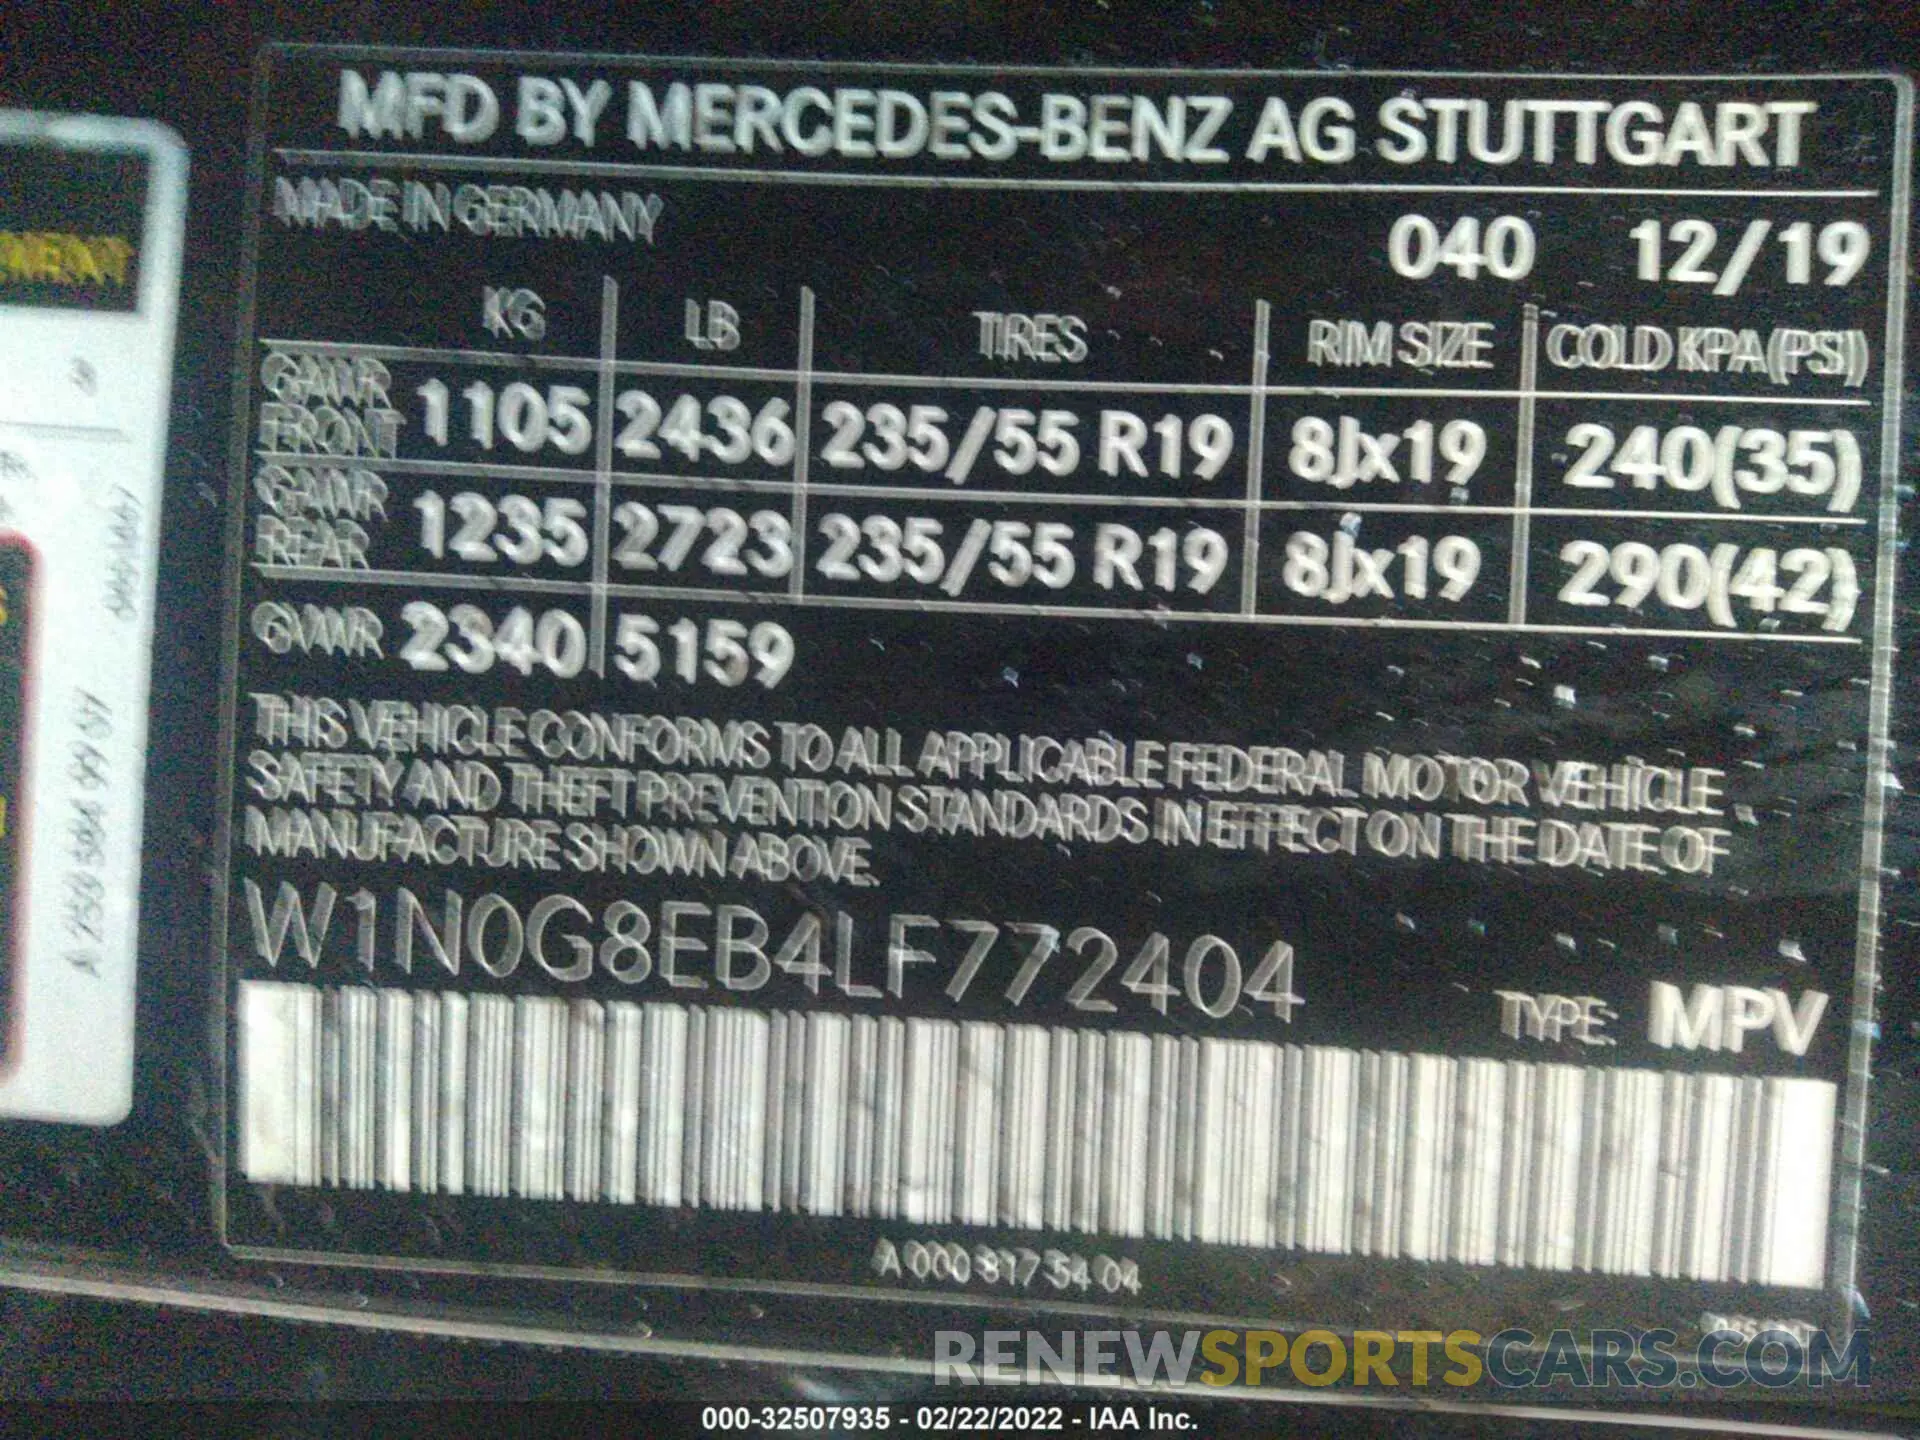 MFD BY MERCEDES-BENZ AG STUTTGART
MADE IN GERMANY
040 12/19
KG LB TIRES RIM SIZE COLD KPA (PSI)
GAWR FRONT 1105 2436 235/55 R19 8Jx19 240(35)
GAWR REAR 1235 2723 235/55 R19 8Jx19 290(42)
GVWR 2340 5159
THIS VEHICLE CONFORMS TO ALL APPLICABLE FEDERAL MOTOR VEHICLE
SAFETY AND THEFT PREVENTION STANDARDS IN EFFECT ON THE DATE OF
MANUFACTURE SHOWN ABOVE.
W1N0G8EB4LF772404
TYPE: MPV
A 000 817 54 04
RENEWSPORTSCARS.COM
000-32507935 - 02/22/2022 - IAA Inc.